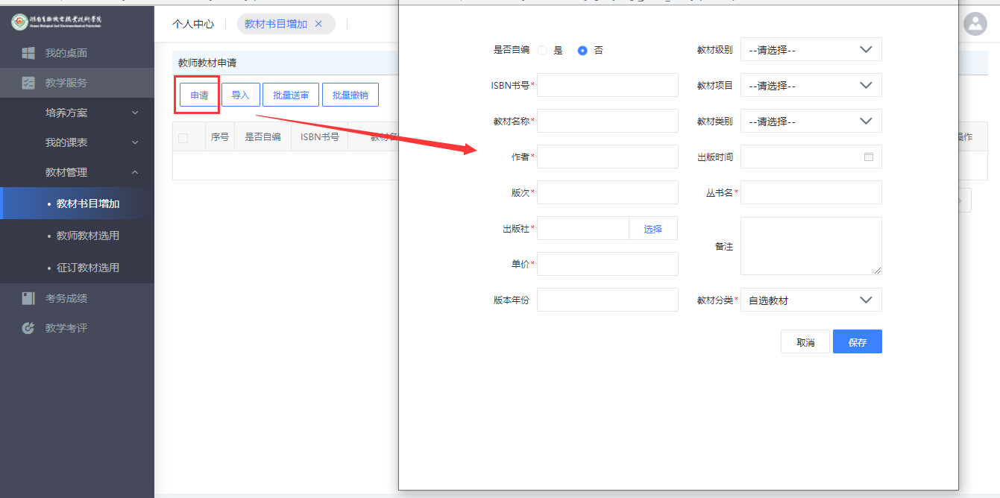 湖南生物机电职业技术学院
Hunan Biological And Electromechanical Polytechnic
我的桌面
教学服务
培养方案
我的课表
教材管理
• 教材书目增加
• 教师教材选用
• 征订教材选用
考务成绩
教学考评
个人中心
教材书目增加 ×
教师教材申请
申请 导入 批量送审 批量撤销
序号 是否自编 ISBN书号 教材名 操作
是否自编 是 否
ISBN书号*
教材名称*
作者*
版次*
出版社* 选择
单价*
版本年份
教材级别 --请选择--
教材项目 --请选择--
教材类别 --请选择--
出版时间
丛书名*
备注
教材分类* 自选教材
取消 保存